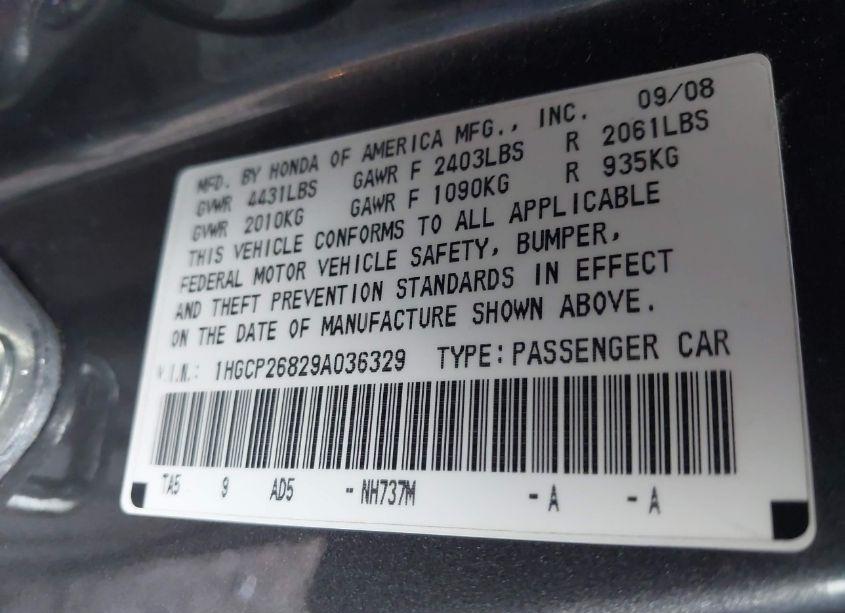 MFD. BY HONDA OF AMERICA MFG., INC. 09/08
GVWR 4431LBS GAWR F 2403LBS R 2061LBS
GVWR 2010KG GAWR F 1090KG R 935KG
THIS VEHICLE CONFORMS TO ALL APPLICABLE
FEDERAL MOTOR VEHICLE SAFETY, BUMPER,
AND THEFT PREVENTION STANDARDS IN EFFECT
ON THE DATE OF MANUFACTURE SHOWN ABOVE.
V.I.N.: 1HGCP26829A036329 TYPE:PASSENGER CAR
TA5 9 AD5 -NH737M -A -A